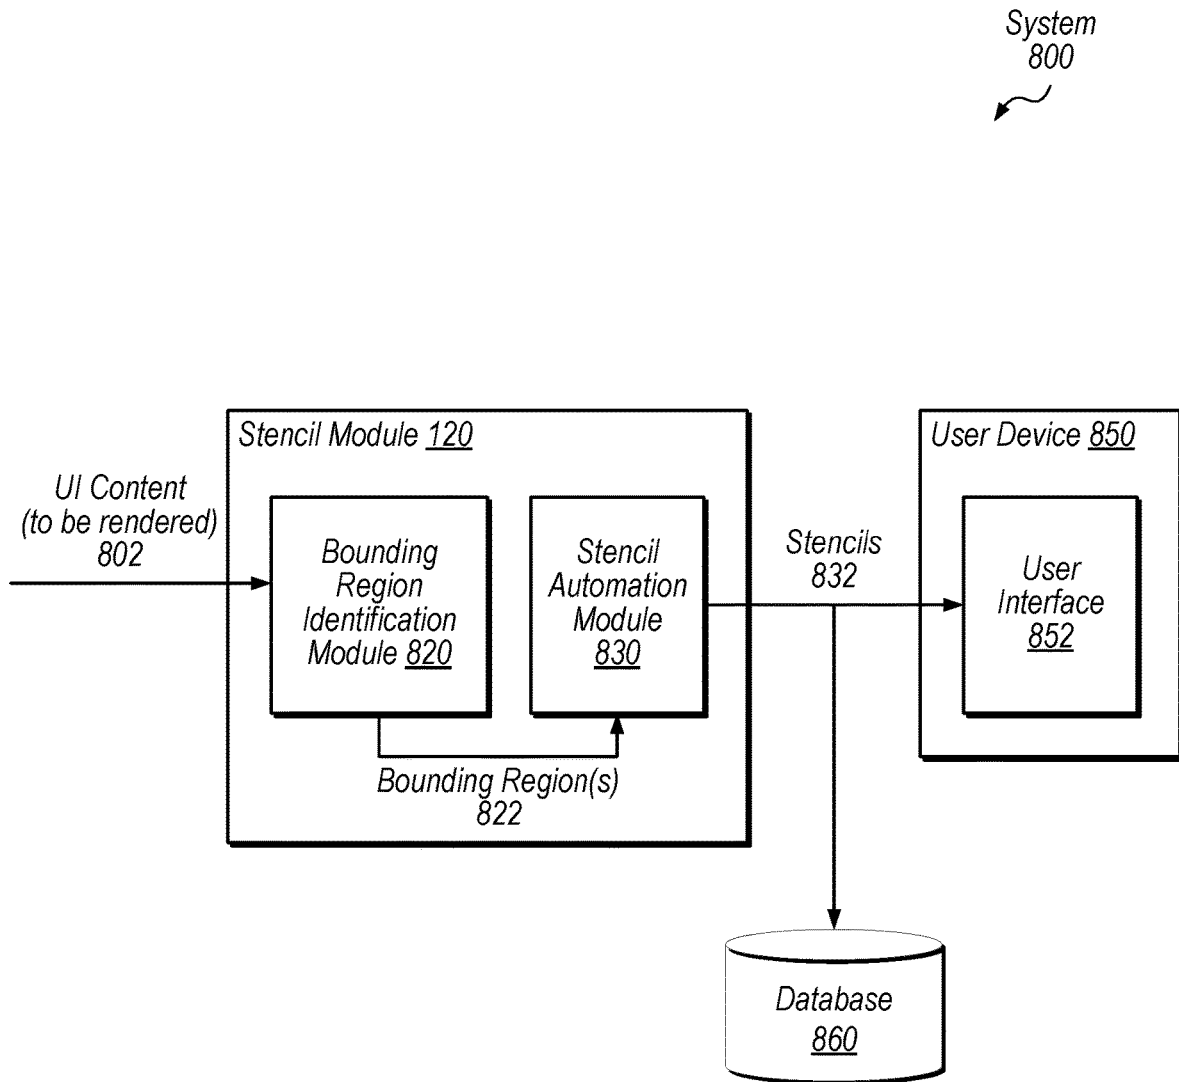 System
800
Stencil Module 120
User Device 850
UI Content
(to be rendered)
802
Bounding
Region
Identification
Module 820
Stencil
Automation
Module
830
Stencils
832
User
Interface
852
Bounding Region(s)
822
Database
860